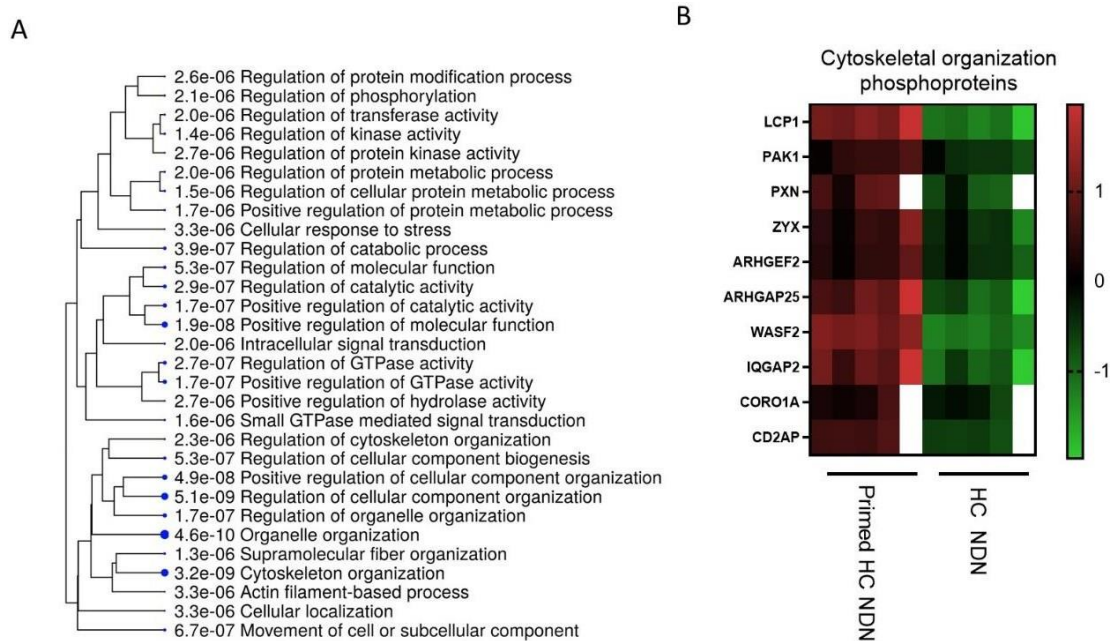 A
2.6e-06 Regulation of protein modification process
2.1e-06 Regulation of phosphorylation
2.0e-06 Regulation of transferase activity
1.4e-06 Regulation of kinase activity
2.7e-06 Regulation of protein kinase activity
2.0e-06 Regulation of protein metabolic process
1.5e-06 Regulation of cellular protein metabolic process
1.7e-06 Positive regulation of protein metabolic process
3.3e-06 Cellular response to stress
3.9e-07 Regulation of catabolic process
5.3e-07 Regulation of molecular function
2.9e-07 Regulation of catalytic activity
1.7e-07 Positive regulation of catalytic activity
1.9e-08 Positive regulation of molecular function
2.0e-06 Intracellular signal transduction
2.7e-07 Regulation of GTPase activity
1.7e-07 Positive regulation of GTPase activity
2.7e-06 Positive regulation of hydrolase activity
1.6e-06 Small GTPase mediated signal transduction
2.3e-06 Regulation of cytoskeleton organization
5.3e-07 Regulation of cellular component biogenesis
4.9e-08 Positive regulation of cellular component organization
5.1e-09 Regulation of cellular component organization
1.7e-07 Regulation of organelle organization
4.6e-10 Organelle organization
1.3e-06 Supramolecular fiber organization
3.2e-09 Cytoskeleton organization
3.3e-06 Actin filament-based process
3.3e-06 Cellular localization
6.7e-07 Movement of cell or subcellular component
B
Cytoskeletal organization
phosphoproteins
LCP1
PAK1
PXN
ZYX
ARHGEF2
ARHGAP25
WASF2
IQGAP2
CORO1A
CD2AP
1
0
-1
Primed HC NDN
HC NDN